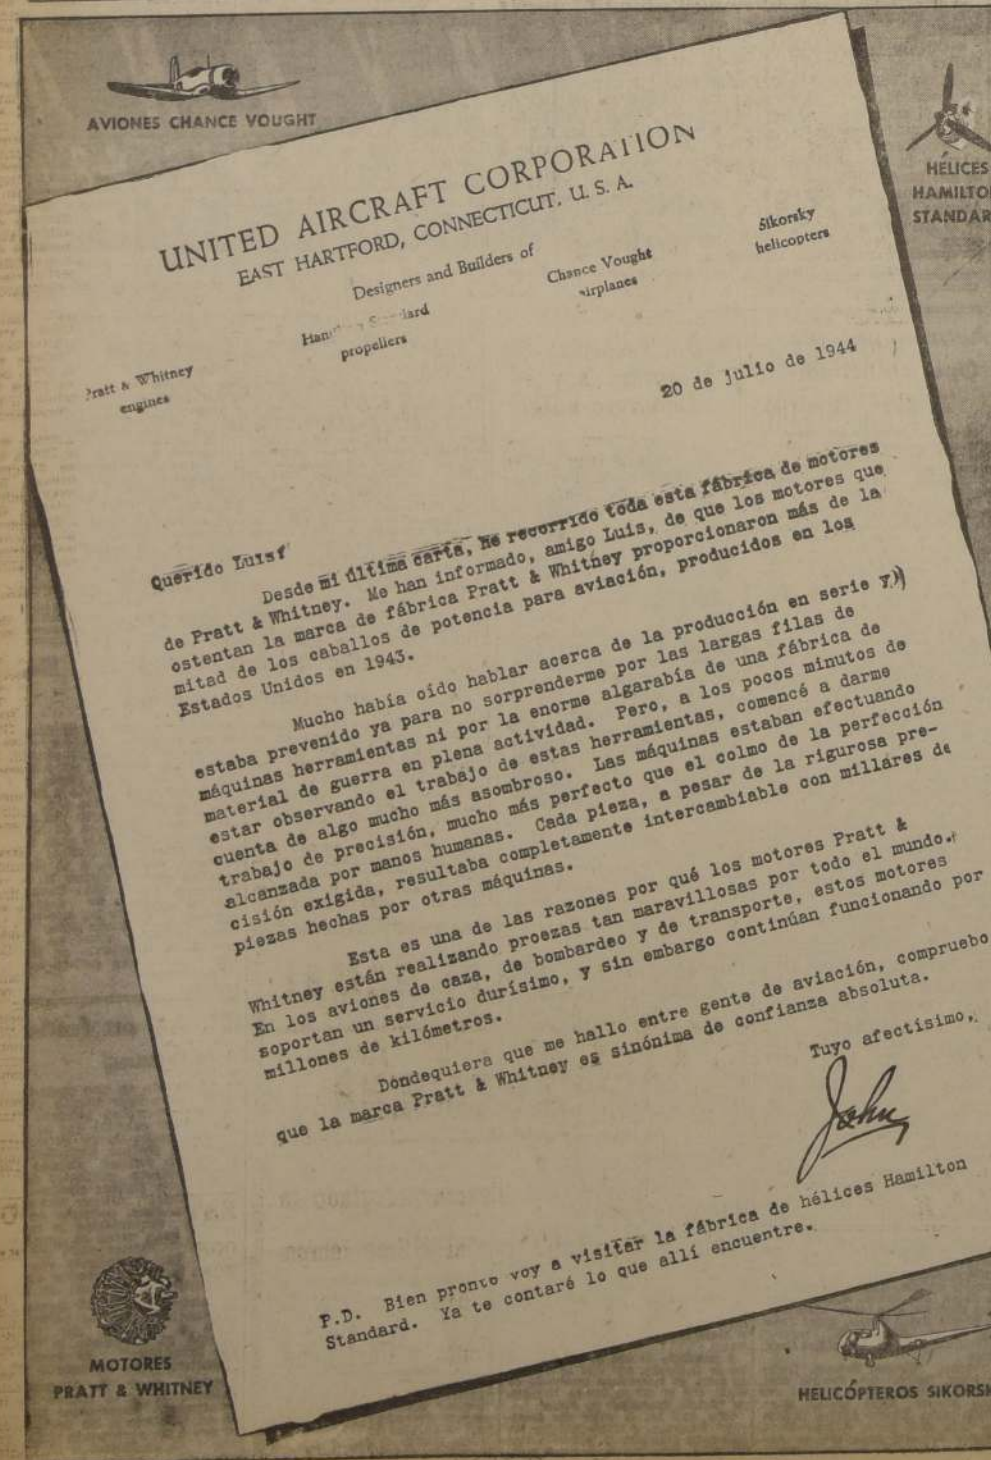 AVIONES CHANCE VOUGHT
HÉLICES
HAMILTO
STANDAR
UNITED AIRCRAFT CORPORATION
EAST HARTFORD, CONNECTICUT, U. S. A.
Designers and Builders of
Pratt & Whitney
engines
propellers
Chance Vought
airplanes
Sikorsky
helicopters
20 de julio de 1944
Querido Luis:
Desde mi última carta, he recorrido toda esta fábrica de motores
de Pratt & Whitney. Me han informado, amigo Luis, de que los motores que
ostentan la marca de fábrica Pratt & Whitney proporcionaron más de la
mitad de los caballos de potencia para aviación, producidos en los
Estados Unidos en 1943.
Mucho había oído hablar acerca de la producción en serie y
estaba prevenido ya para no sorprenderme por las largas filas de
máquinas herramientas ni por la enorme algarabía de una fábrica de
material de guerra en plena actividad. Pero, a los pocos minutos de
estar observando el trabajo de estas herramientas, comencé a darme
cuenta de algo mucho más asombroso. Las máquinas estaban efectuando
trabajo de precisión, mucho más perfecto que el colmo de la perfección
alcanzada por manos humanas. Cada pieza, a pesar de la rigurosa pre-
cisión exigida, resultaba completamente intercambiable con millares de
piezas hechas por otras máquinas.
Esta es una de las razones por qué los motores Pratt &
Whitney están realizando proezas tan maravillosas por todo el mundo.
En los aviones de caza, de bombardeo y de transporte, estos motores
soportan un servicio durísimo, y sin embargo continúan funcionando por
millones de kilómetros.
Dondequiera que me hallo entre gente de aviación, compruebo
que la marca Pratt & Whitney es sinónima de confianza absoluta.
Tuyo afectísimo,
John
P.D. Bien pronto voy a visitar la fábrica de hélices Hamilton
Standard. Ya te contaré lo que allí encuentre.
MOTORES
PRATT & WHITNEY
HELICÓPTEROS SIKORS